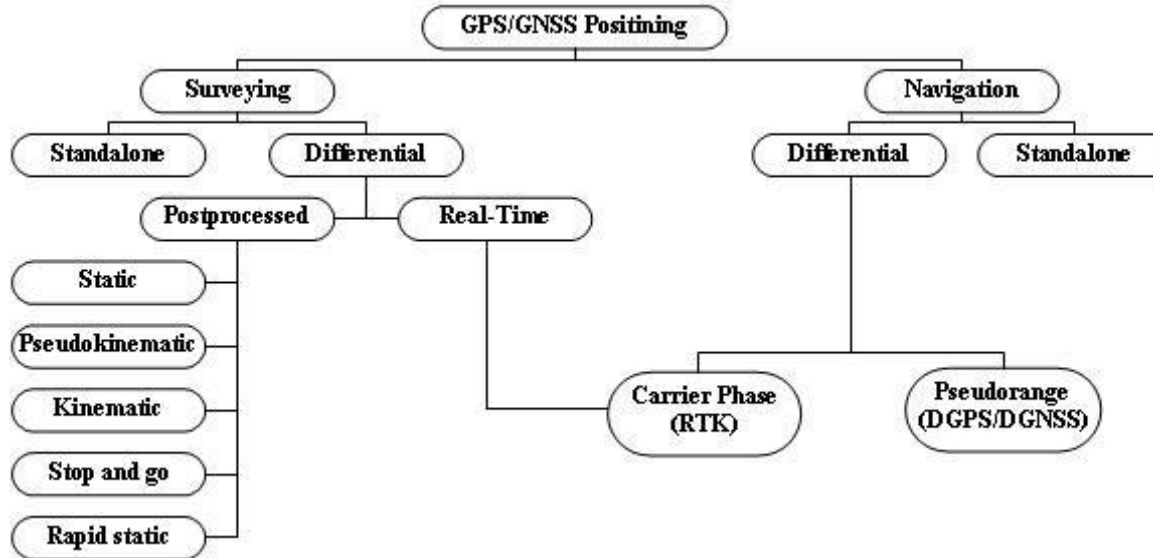 GPS/GNSS Positining
Surveying
Navigation
Standalone
Differential
Differential
Standalone
Postprocessed
Real-Time
Static
Pseudokinematic
Kinematic
Stop and go
Rapid static
Carrier Phase
(RTK)
Pseudorange
(DGPS/DGNSS)